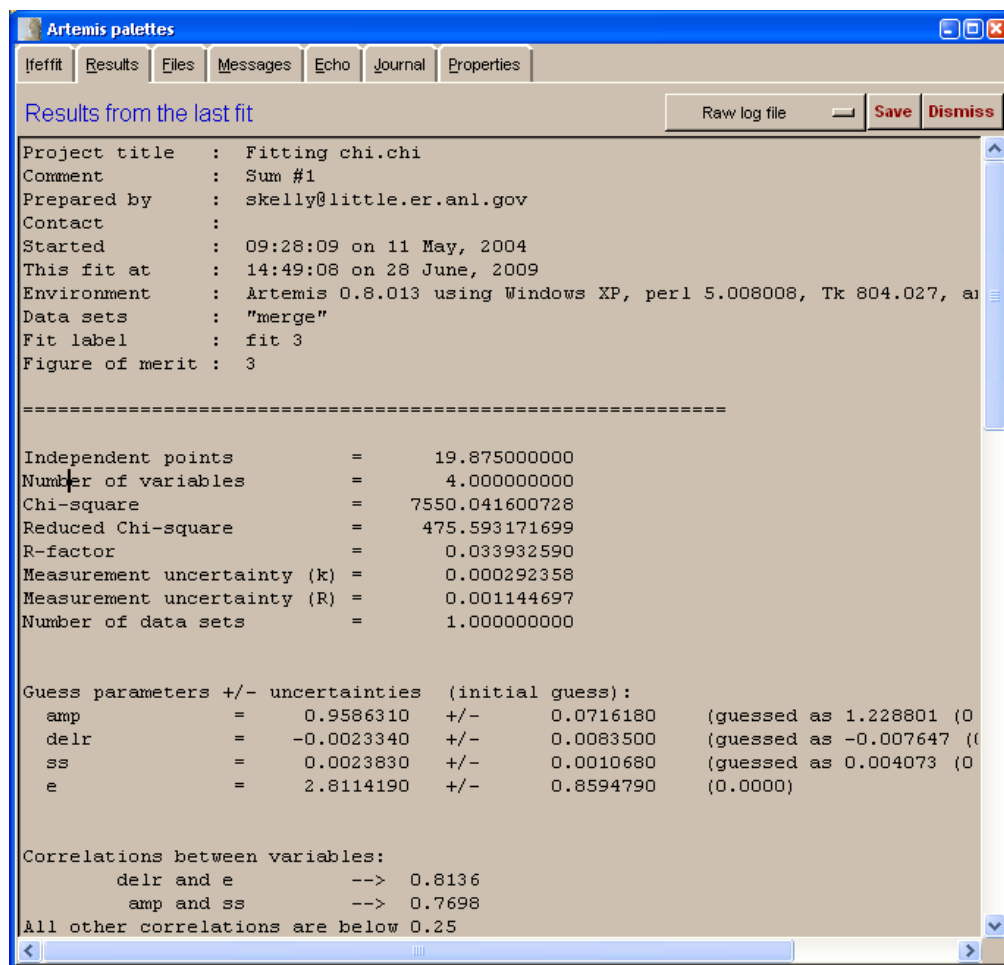 Artemis palettes
Ifeffit Results Files Messages Echo Journal Properties
Results from the last fit Raw log file Save Dismiss
Project title : Fitting chi.chi
Comment : Sum #1
Prepared by : skelly@little.er.anl.gov
Contact :
Started : 09:28:09 on 11 May, 2004
This fit at : 14:49:08 on 28 June, 2009
Environment : Artemis 0.8.013 using Windows XP, perl 5.008008, Tk 804.027,
Data sets : "merge"
Fit label : fit 3
Figure of merit : 3
============================================================
Independent points = 19.875000000
Number of variables = 4.000000000
Chi-square = 7550.041600728
Reduced Chi-square = 475.593171699
R-factor = 0.033932590
Measurement uncertainty (k) = 0.000292358
Measurement uncertainty (R) = 0.001144697
Number of data sets = 1.000000000
Guess parameters +/- uncertainties (initial guess):
amp = 0.9586310 +/- 0.0716180 (guessed as 1.228801 (0
delr = -0.0023340 +/- 0.0083500 (guessed as -0.007647 (
ss = 0.0023830 +/- 0.0010680 (guessed as 0.004073 (0
e = 2.8114190 +/- 0.8594790 (0.0000)
Correlations between variables:
delr and e --> 0.8136
amp and ss --> 0.7698
All other correlations are below 0.25